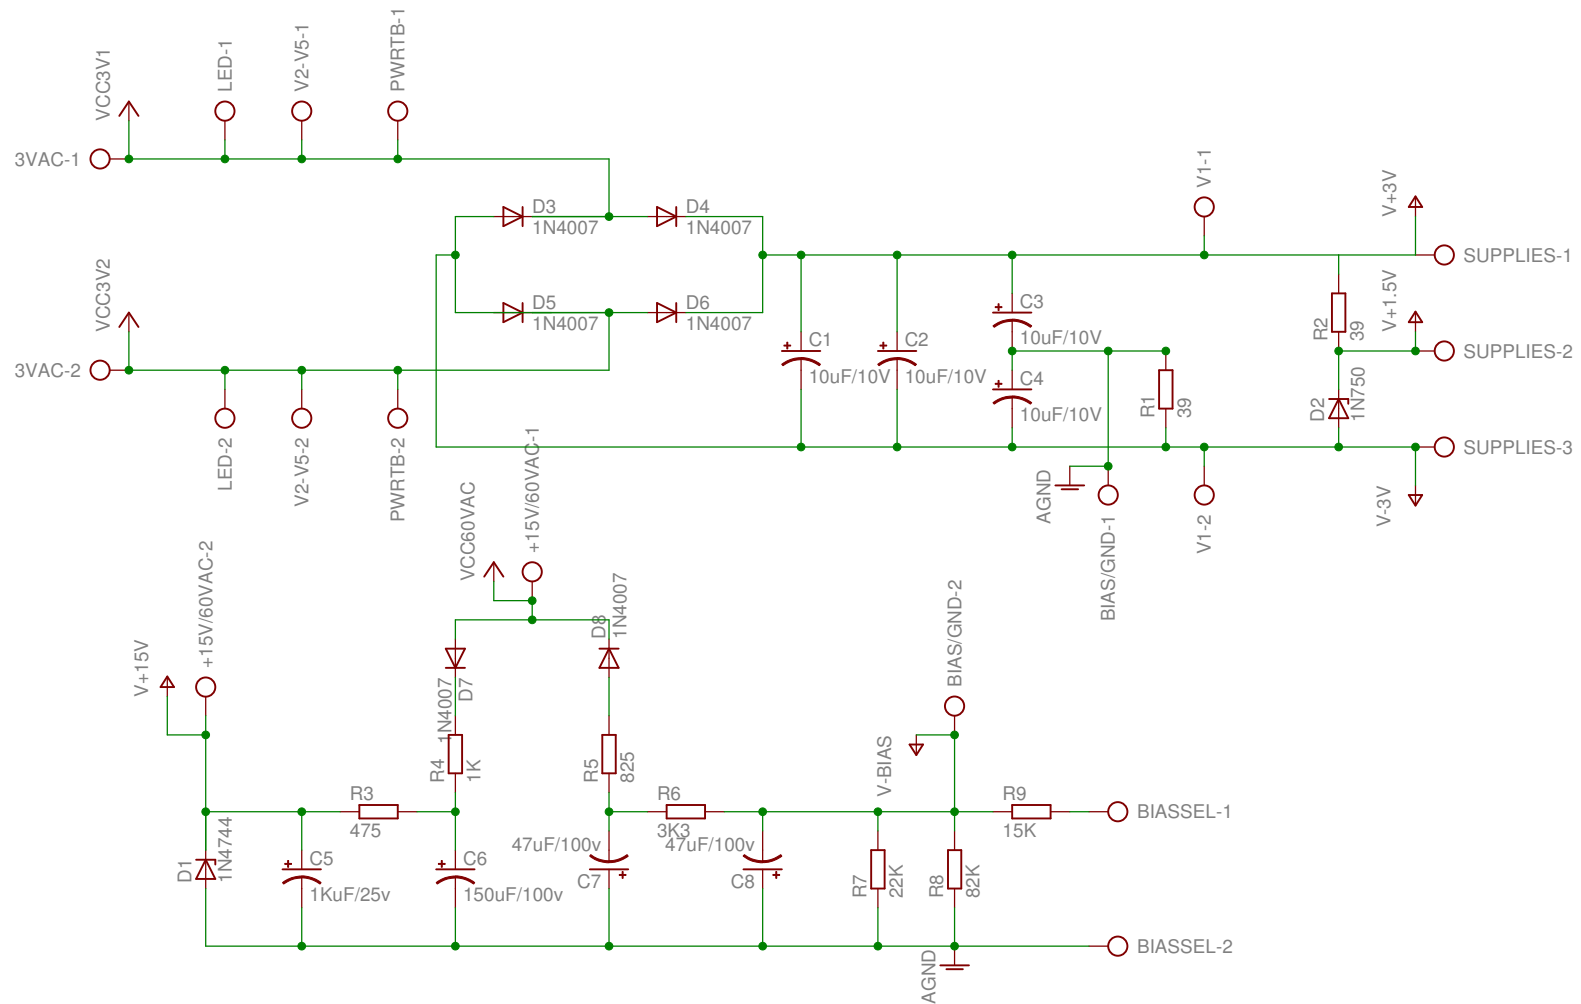 VCC3V1
LED-1
V2-V5-1
PWRTB-1
3VAC-1
D3
1N4007
D4
1N4007
V1-1
V+3V
SUPPLIES-1
VCC3V2
D5
1N4007
D6
1N4007
3VAC-2
C1
10uF/10V
C2
10uF/10V
C3
10uF/10V
C4
10uF/10V
R1
39
R2
39
V+1.5V
SUPPLIES-2
D2
1N750
SUPPLIES-3
LED-2
V2-V5-2
PWRTB-2
AGND
BIAS/GND-1
V1-2
V-3V
VCC60VAC
+15V/60VAC-1
V+15V
+15V/60VAC-2
1N4007
D7
D8
1N4007
BIAS/GND-2
R4
1K
R5
825
V-BIAS
R3
475
R6
3K3
R9
15K
BIASSEL-1
D1
1N4744
C5
1KuF/25v
C6
150uF/100v
47uF/100v
C7
47uF/100v
C8
R7
22K
R8
82K
BIASSEL-2
AGND